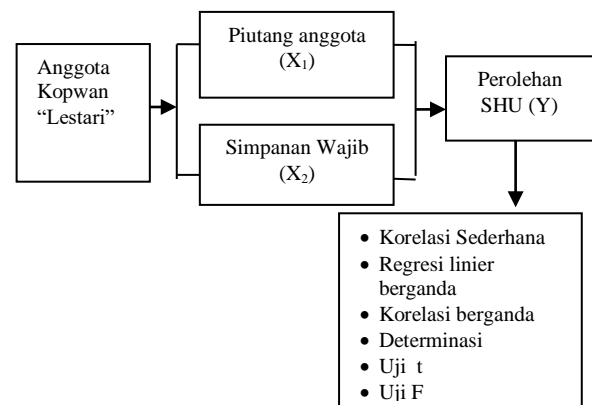 Anggota
Kopwan
“Lestari”
Piutang anggota
(X₁)
Simpanan Wajib
(X₂)
Perolehan
SHU (Y)
• Korelasi Sederhana
• Regresi linier
berganda
• Korelasi berganda
• Determinasi
• Uji t
• Uji F